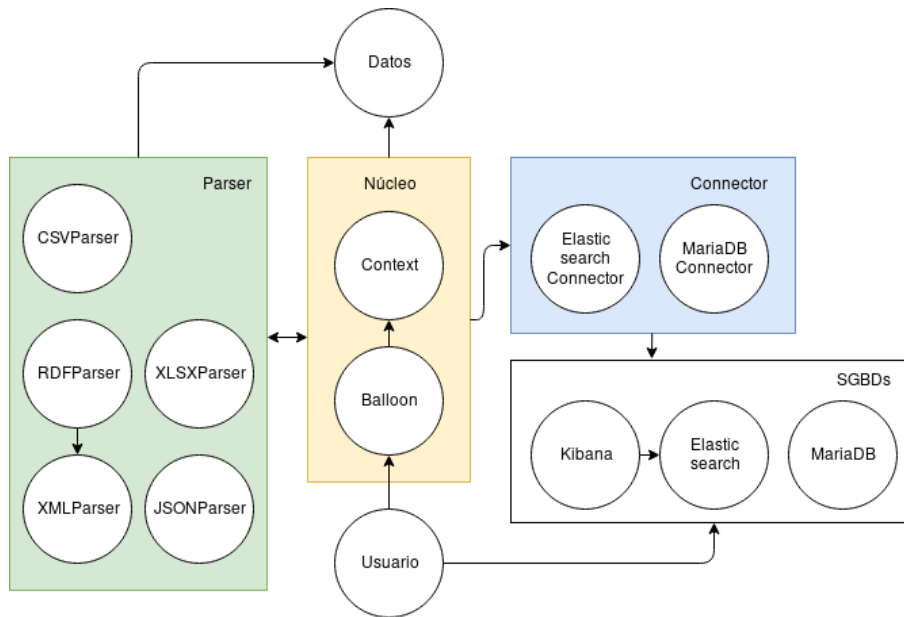 Datos
Parser
Núcleo
Connector
CSVParser
Context
Elastic
search
Connector
MariaDB
Connector
RDFParser
XLSXParser
Balloon
SGBDs
Kibana
Elastic
search
MariaDB
XMLParser
JSONParser
Usuario